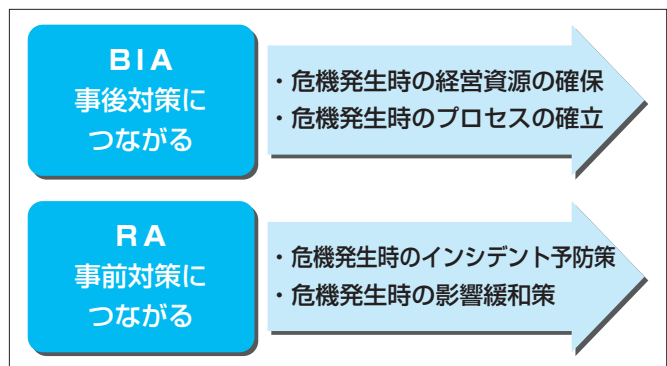 BIA
事後対策に
つながる
・危機発生時の経営資源の確保
・危機発生時のプロセスの確立
RA
事前対策に
つながる
・危機発生時のインシデント予防策
・危機発生時の影響緩和策